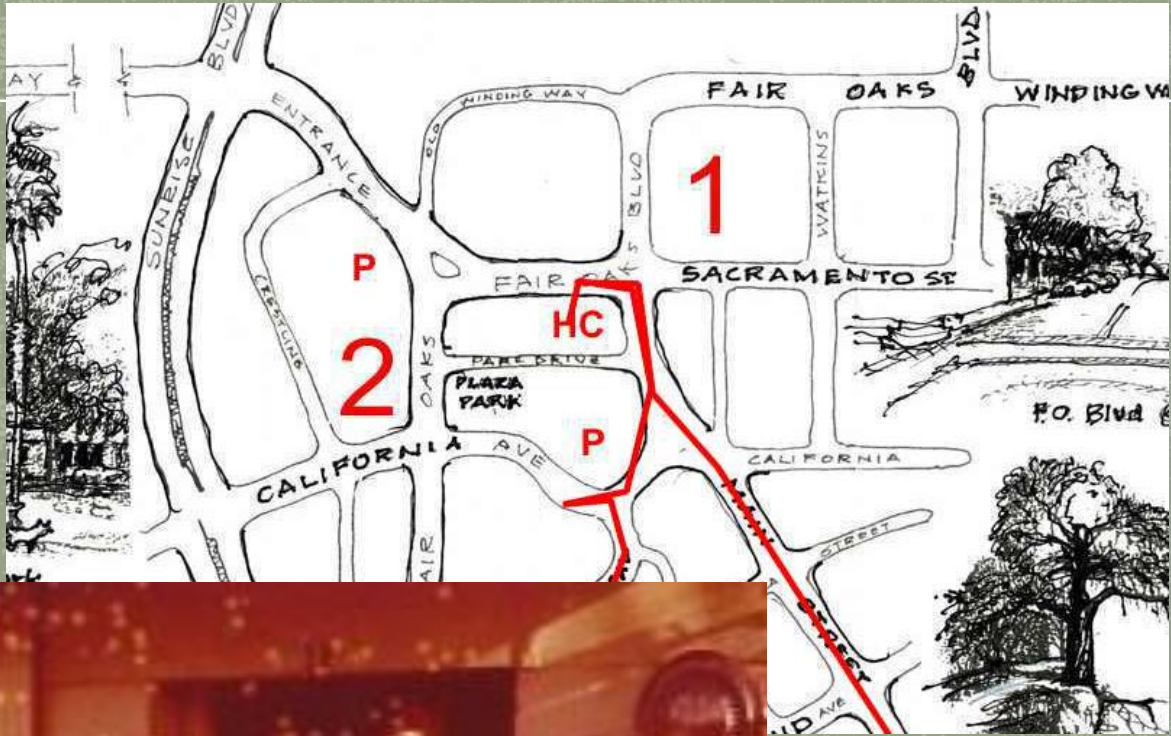 BLVD
BLVD
AY
ENTRANCE
OLD
WINDING WAY
FAIR OAKS
WINDING WA
SUNRISE
BLVD
1
WATKINS
P
CRESTLINE
FAIR OAKS
SACRAMENTO ST
HC
2
OAKS
PARK DRIVE
PLAZA
PARK
P
F.O. Blvd
CALIFORNIA AVE
CALIFORNIA
MAIN
STREET
STREET
AIR
AVE